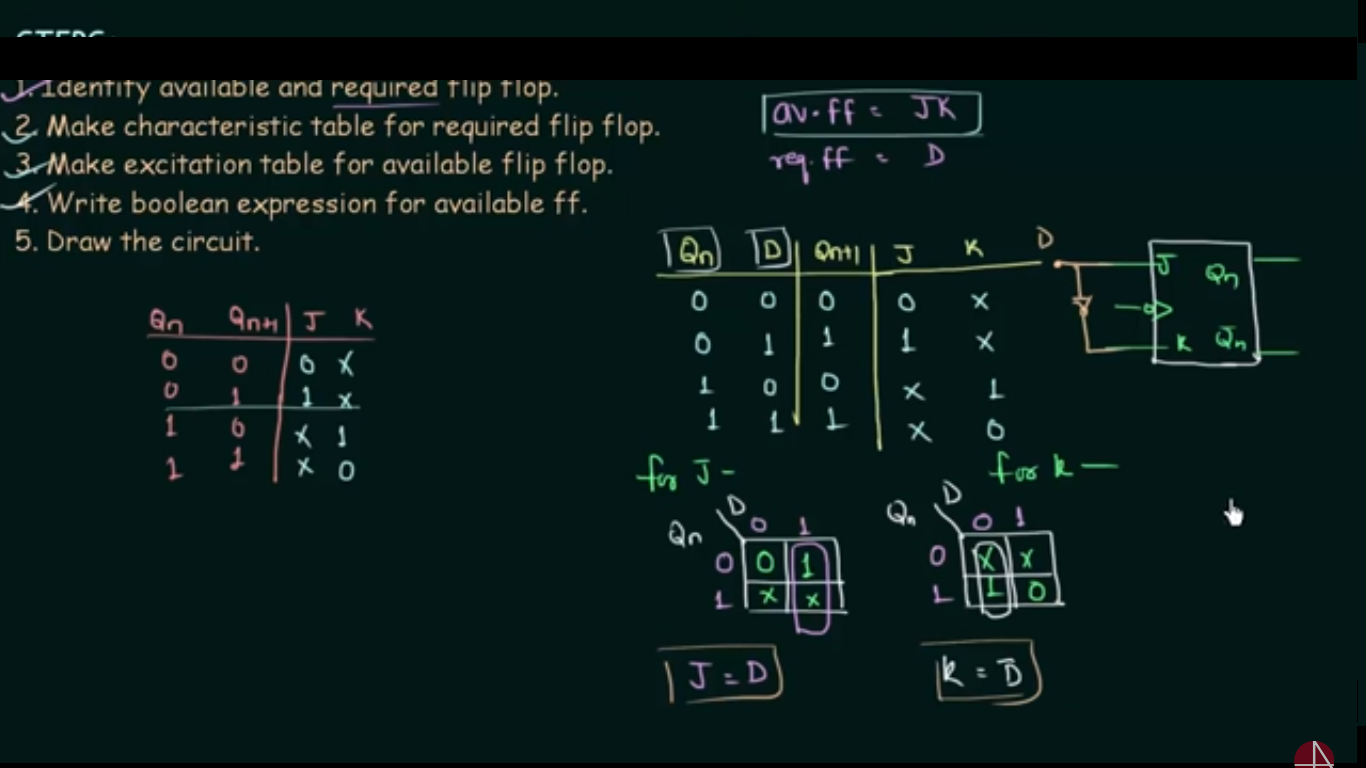 1. Identify available and required flip flop.
2. Make characteristic table for required flip flop.
3. Make excitation table for available flip flop.
4. Write boolean expression for available ff.
5. Draw the circuit.
av.ff = JK
req.ff = D
Qn Qn+1 J K
0 0 0 x
0 1 1 x
1 0 x 1
1 1 x 0
Qn D Qn+1 J K
0 0 0 0 x
0 1 1 1 x
1 0 0 x 1
1 1 1 x 0
D
J Qn
K Q̅n
for J -
D
Qn 0 1
0 0 1
1 x x
J = D
for k —
D
Qn 0 1
0 x x
1 1 0
K = D̅